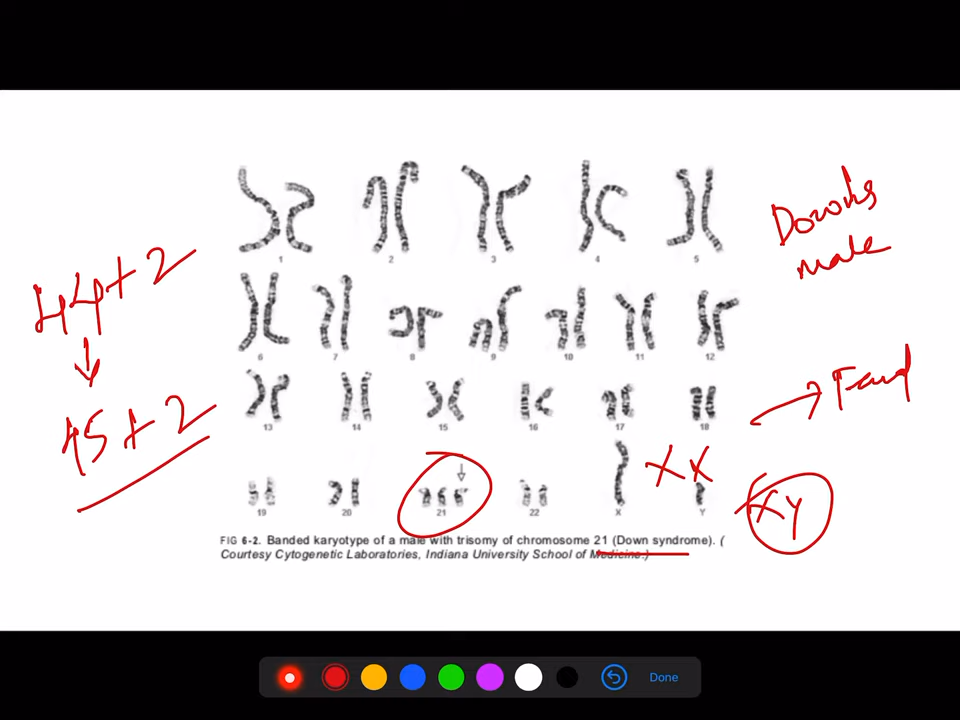 Downs
male
44+2
1 2 3 4 5
6 7 8 9 10 11 12
45+2
13 14 15 16 17 18
XX
XY
19 20 21 22 X Y
FIG 6-2. Banded karyotype of a male with trisomy of chromosome 21 (Down syndrome). (
Courtesy Cytogenetic Laboratories, Indiana University School of Medicine.)
Done